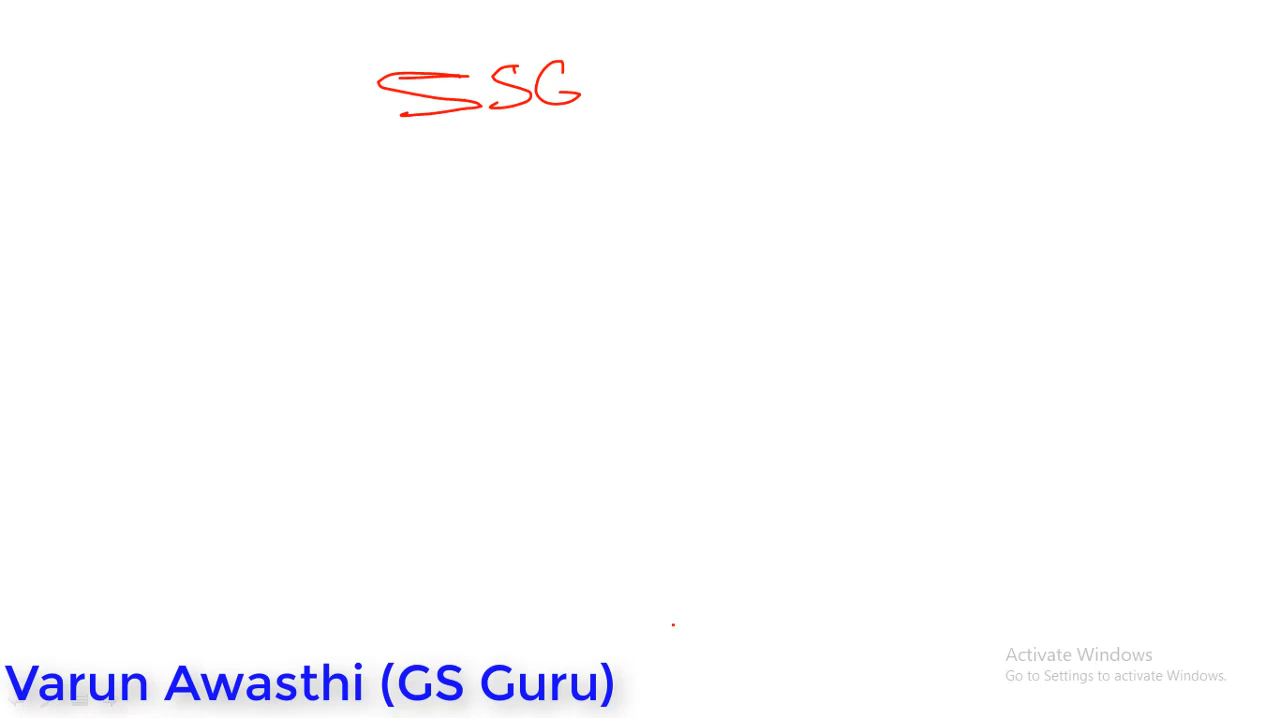 SSG
Varun Awasthi (GS Guru)
Activate Windows
Go to Settings to activate Windows.